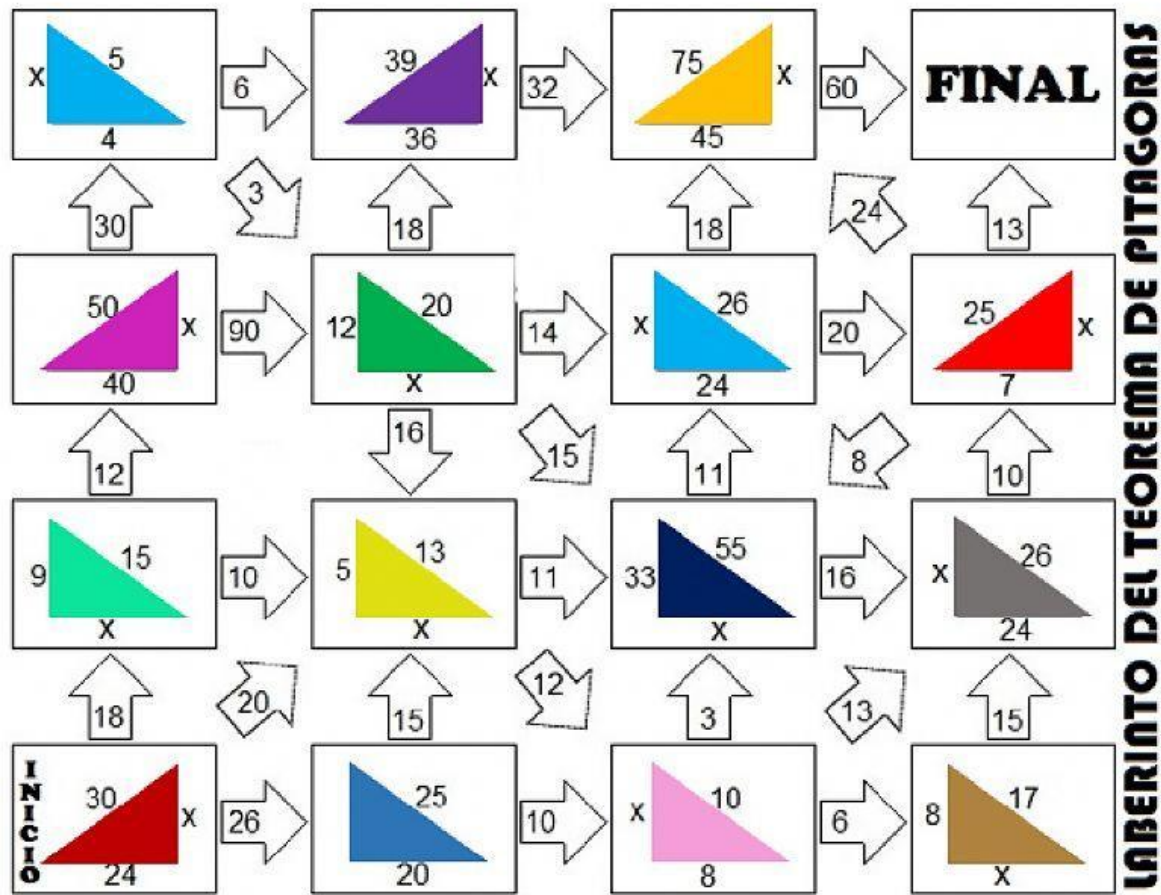 x 5 4
6
39 x 36
32
75 x 45
60
FINAL
30
3
18
18
24
13
50 x 40
90
12 20 x
14
x 26 24
20
25 x 7
12
16
15
11
8
10
9 15 x
10
5 13 x
11
33 55 x
16
x 26 24
18
20
15
12
3
13
15
INICIO
30 x 24
26
25 20
10
x 10 8
6
8 17 x
LABERINTO DEL TEOREMA DE PITAGORAS